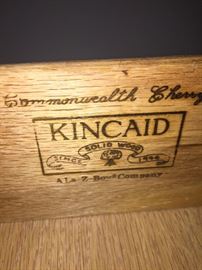 Commonwealth Cherry
KINCAID
SOLID WOOD
SINCE 1946
A La-Z-Boy® Company